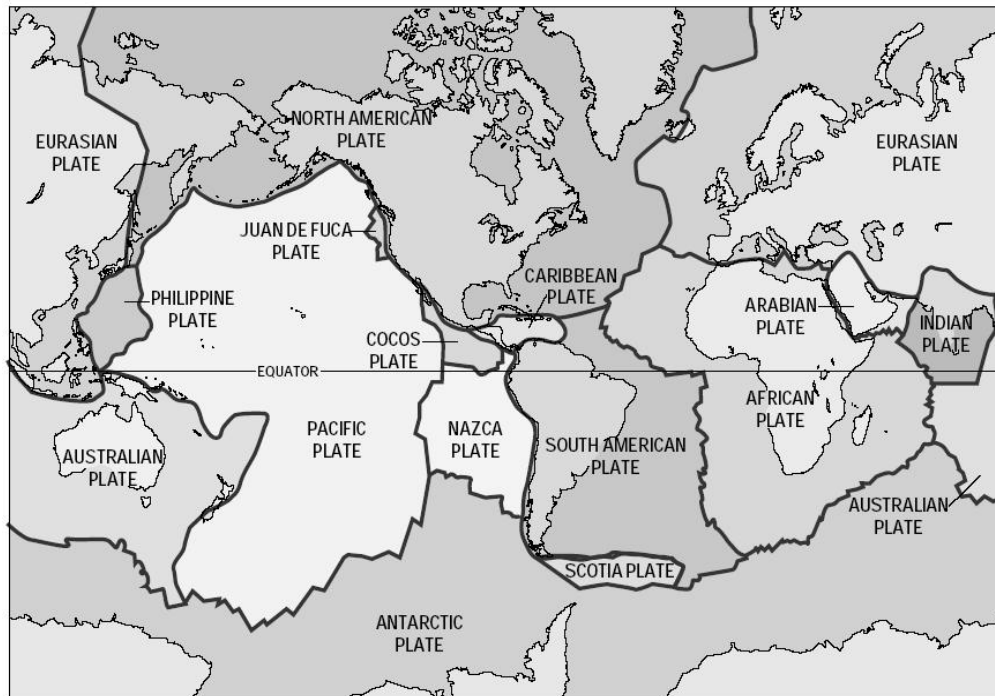 NORTH AMERICAN
PLATE
EURASIAN
PLATE
EURASIAN
PLATE
JUAN DE FUCA
PLATE
CARIBBEAN
PLATE
PHILIPPINE
PLATE
ARABIAN
PLATE
INDIAN
PLATE
COCOS
PLATE
EQUATOR
AFRICAN
PLATE
PACIFIC
PLATE
NAZCA
PLATE
SOUTH AMERICAN
PLATE
AUSTRALIAN
PLATE
AUSTRALIAN
PLATE
SCOTIA PLATE
ANTARCTIC
PLATE